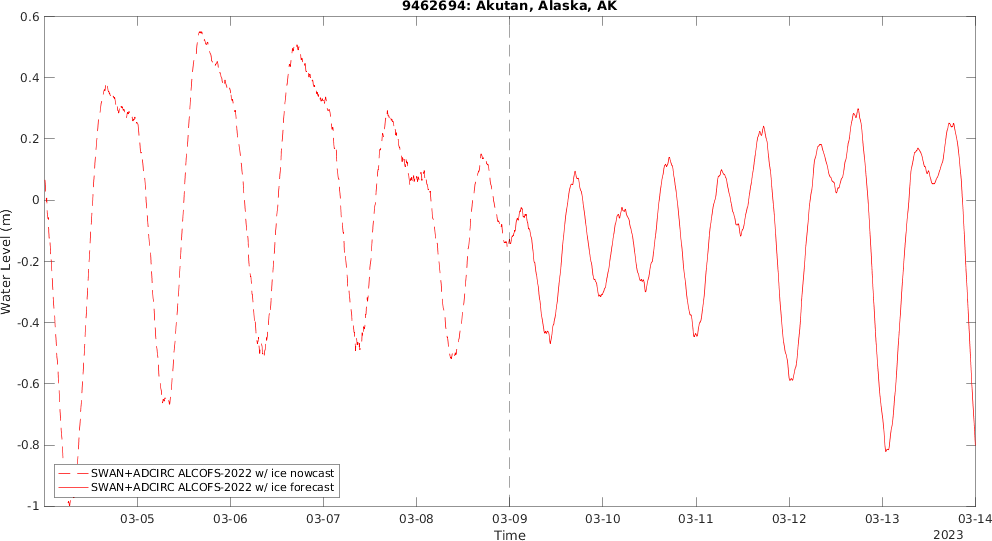 9462694: Akutan, Alaska, AK
0.6
0.4
0.2
0
-0.2
-0.4
-0.6
-0.8
-1
Water Level (m)
SWAN+ADCIRC ALCOFS-2022 w/ ice nowcast
SWAN+ADCIRC ALCOFS-2022 w/ ice forecast
03-05 03-06 03-07 03-08 03-09 03-10 03-11 03-12 03-13 03-14
Time
2023